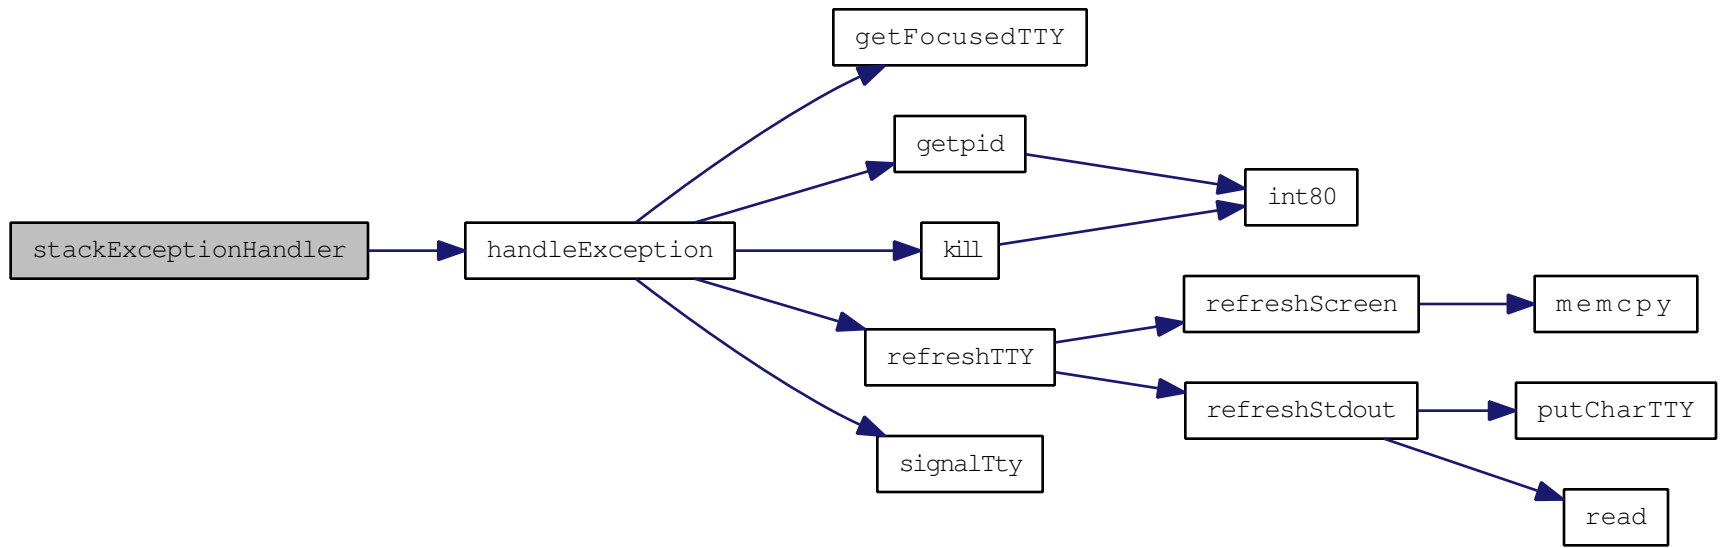 getFocusedTTY
getpid
int80
stackExceptionHandler
handleException
kill
refreshScreen
memcpy
refreshTTY
refreshStdout
putCharTTY
signalTty
read